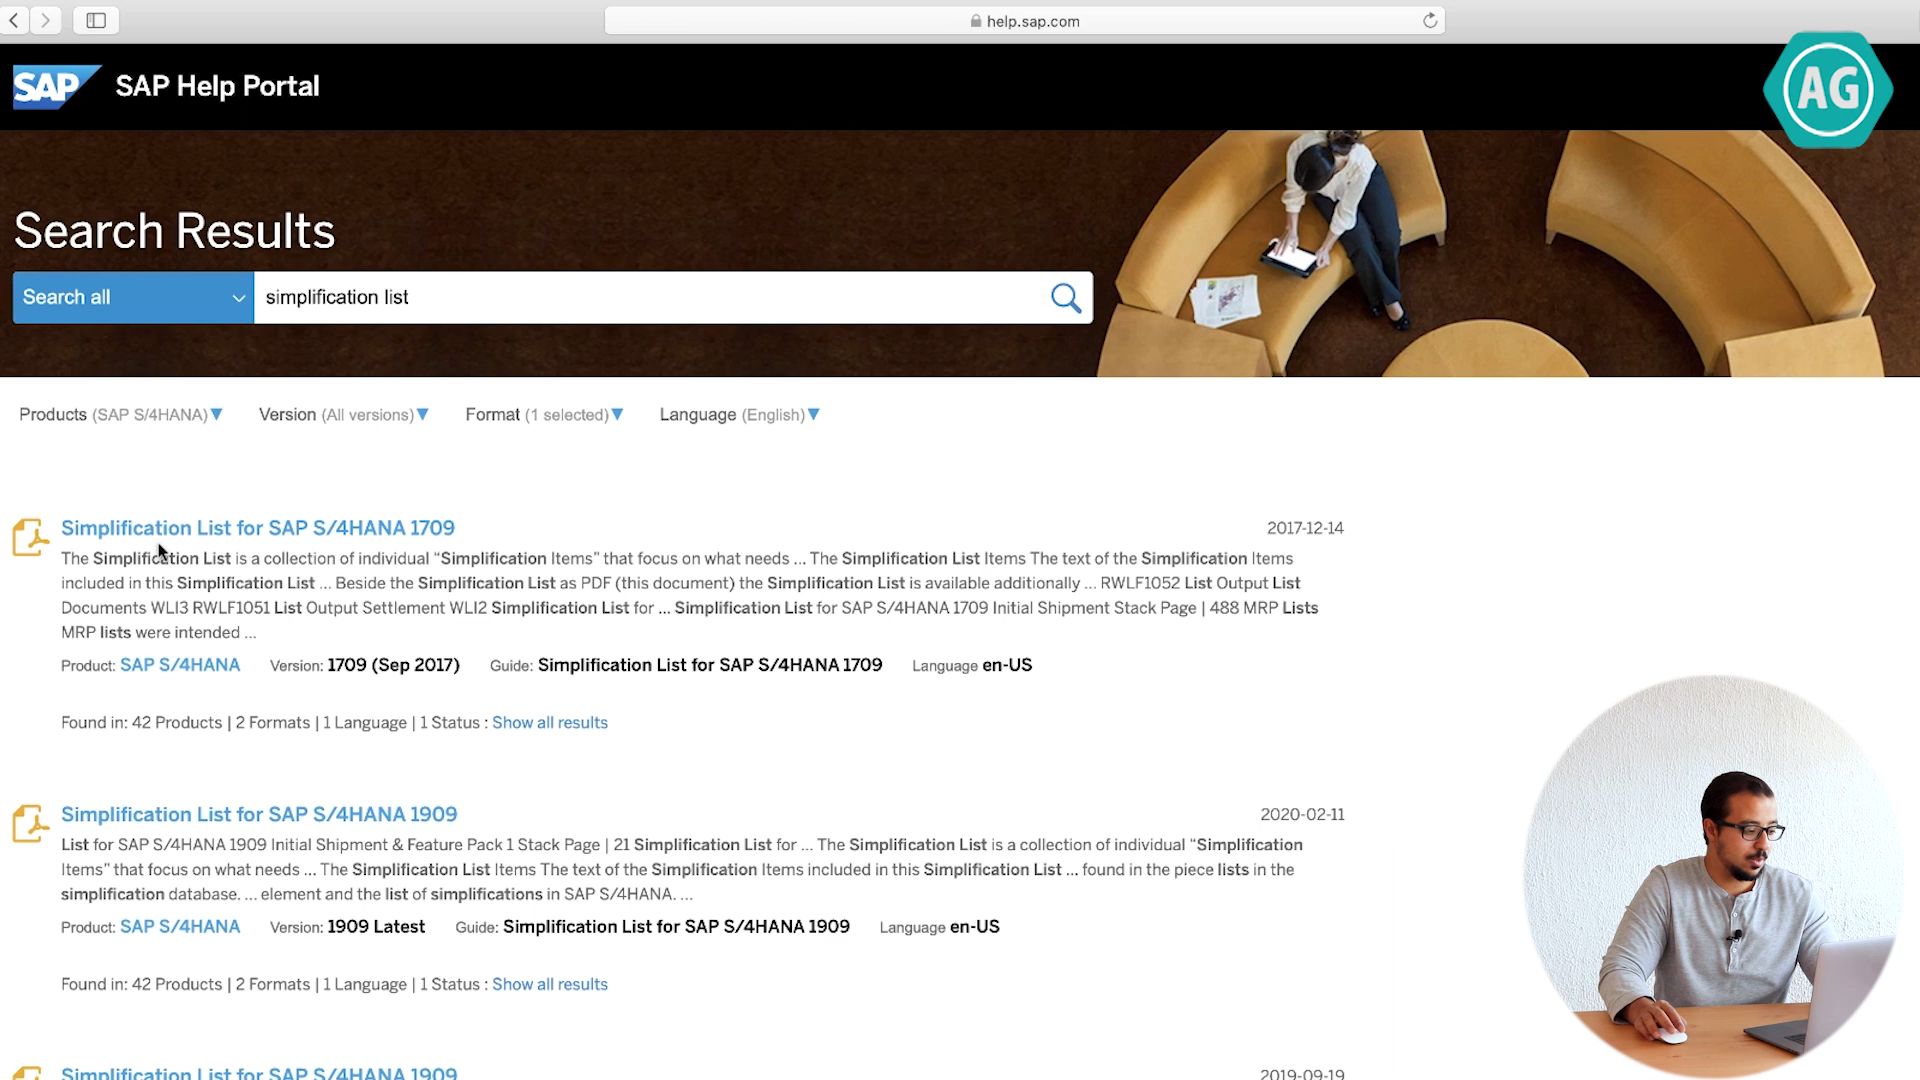 help.sap.com
SAP SAP Help Portal
AG
Search Results
Search all simplification list
Products (SAP S/4HANA) Version (All versions) Format (1 selected) Language (English)
Simplification List for SAP S/4HANA 1709 2017-12-14
The Simplification List is a collection of individual “Simplification Items” that focus on what needs ... The Simplification List Items The text of the Simplification Items
included in this Simplification List ... Beside the Simplification List as PDF (this document) the Simplification List is available additionally ... RWLF1052 List Output List
Documents WLI3 RWLF1051 List Output Settlement WLI2 Simplification List for ... Simplification List for SAP S/4HANA 1709 Initial Shipment Stack Page | 488 MRP Lists
MRP lists were intended ...
Product: SAP S/4HANA Version: 1709 (Sep 2017) Guide: Simplification List for SAP S/4HANA 1709 Language en-US
Found in: 42 Products | 2 Formats | 1 Language | 1 Status : Show all results
Simplification List for SAP S/4HANA 1909 2020-02-11
List for SAP S/4HANA 1909 Initial Shipment & Feature Pack 1 Stack Page | 21 Simplification List for ... The Simplification List is a collection of individual “Simplification
Items” that focus on what needs ... The Simplification List Items The text of the Simplification Items included in this Simplification List ... found in the piece lists in the
simplification database. ... element and the list of simplifications in SAP S/4HANA. ...
Product: SAP S/4HANA Version: 1909 Latest Guide: Simplification List for SAP S/4HANA 1909 Language en-US
Found in: 42 Products | 2 Formats | 1 Language | 1 Status : Show all results
Simplification List for SAP S/4HANA 1909 2019-09-19